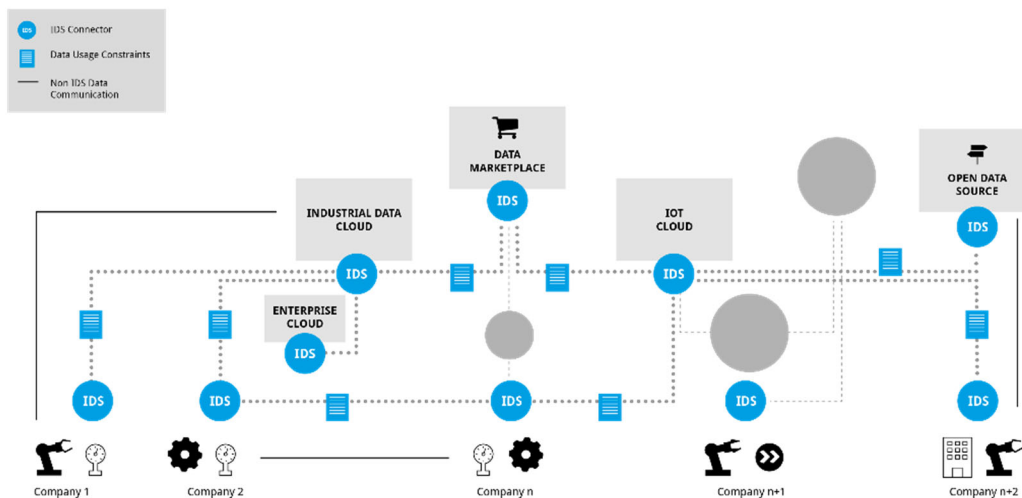 IDS
IDS Connector
Data Usage Constraints
Non IDS Data
Communication
DATA
MARKETPLACE
IDS
OPEN DATA
SOURCE
IDS
INDUSTRIAL DATA
CLOUD
IDS
IOT
CLOUD
IDS
ENTERPRISE
CLOUD
IDS
IDS
IDS
IDS
IDS
IDS
Company 1
Company 2
Company n
Company n+1
Company n+2